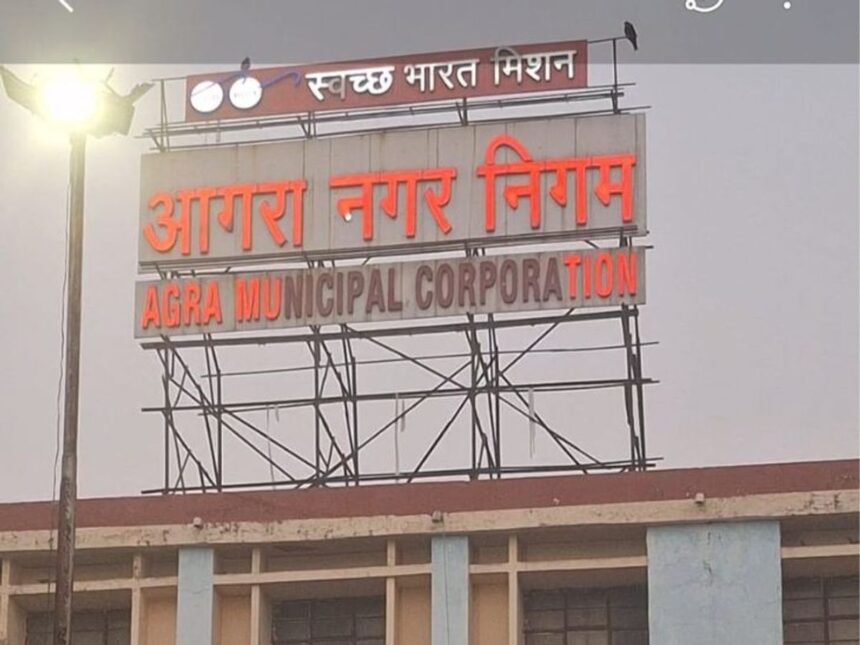 स्वच्छ भारत मिशन
आगरा नगर निगम
AGRA MUNICIPAL CORPORATION